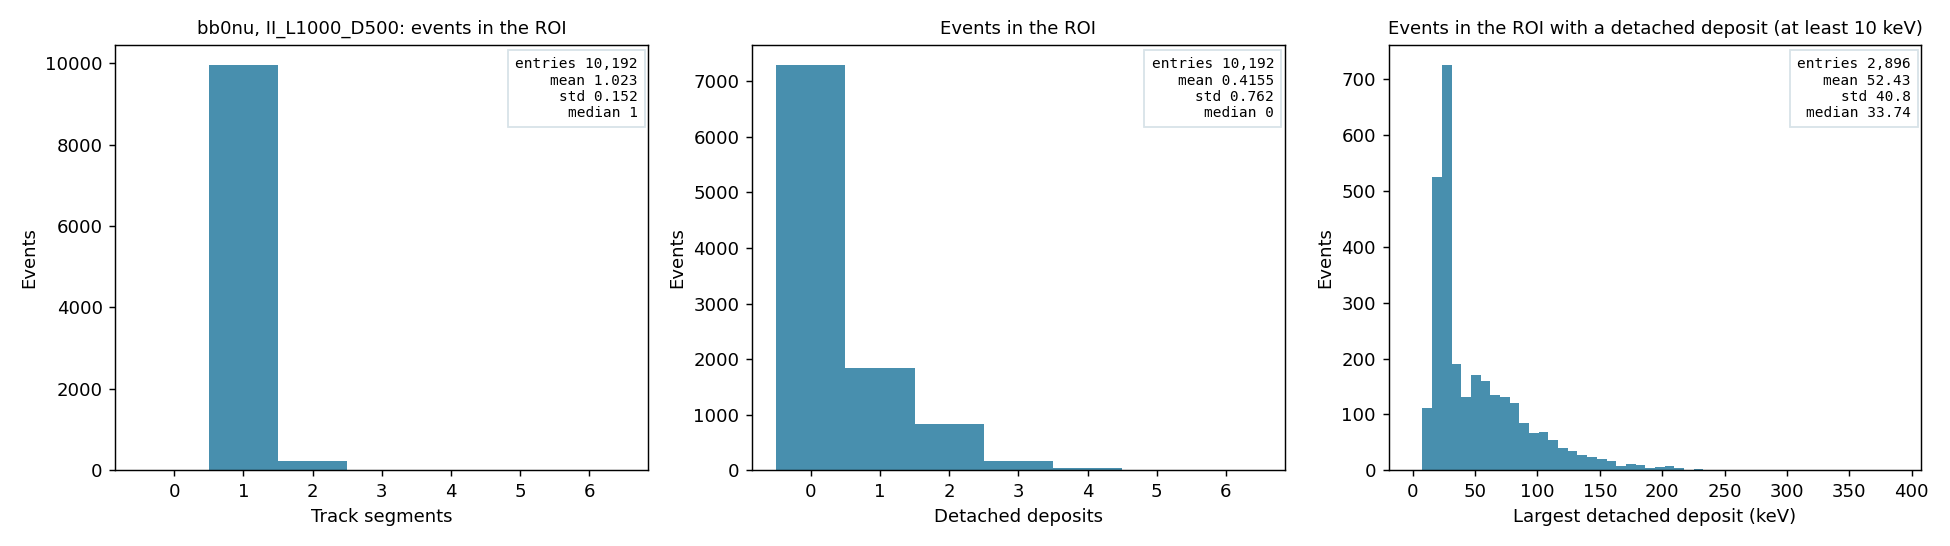 bb0nu, II_L1000_D500: events in the ROI
entries 10,192
mean 1.023
std 0.152
median 1
10000
8000
6000
4000
2000
0
Events
0 1 2 3 4 5 6
Track segments
Events in the ROI
entries 10,192
mean 0.4155
std 0.762
median 0
7000
6000
5000
4000
3000
2000
1000
0
Events
0 1 2 3 4 5 6
Detached deposits
Events in the ROI with a detached deposit (at least 10 keV)
entries 2,896
mean 52.43
std 40.8
median 33.74
700
600
500
400
300
200
100
0
Events
0 50 100 150 200 250 300 350 400
Largest detached deposit (keV)